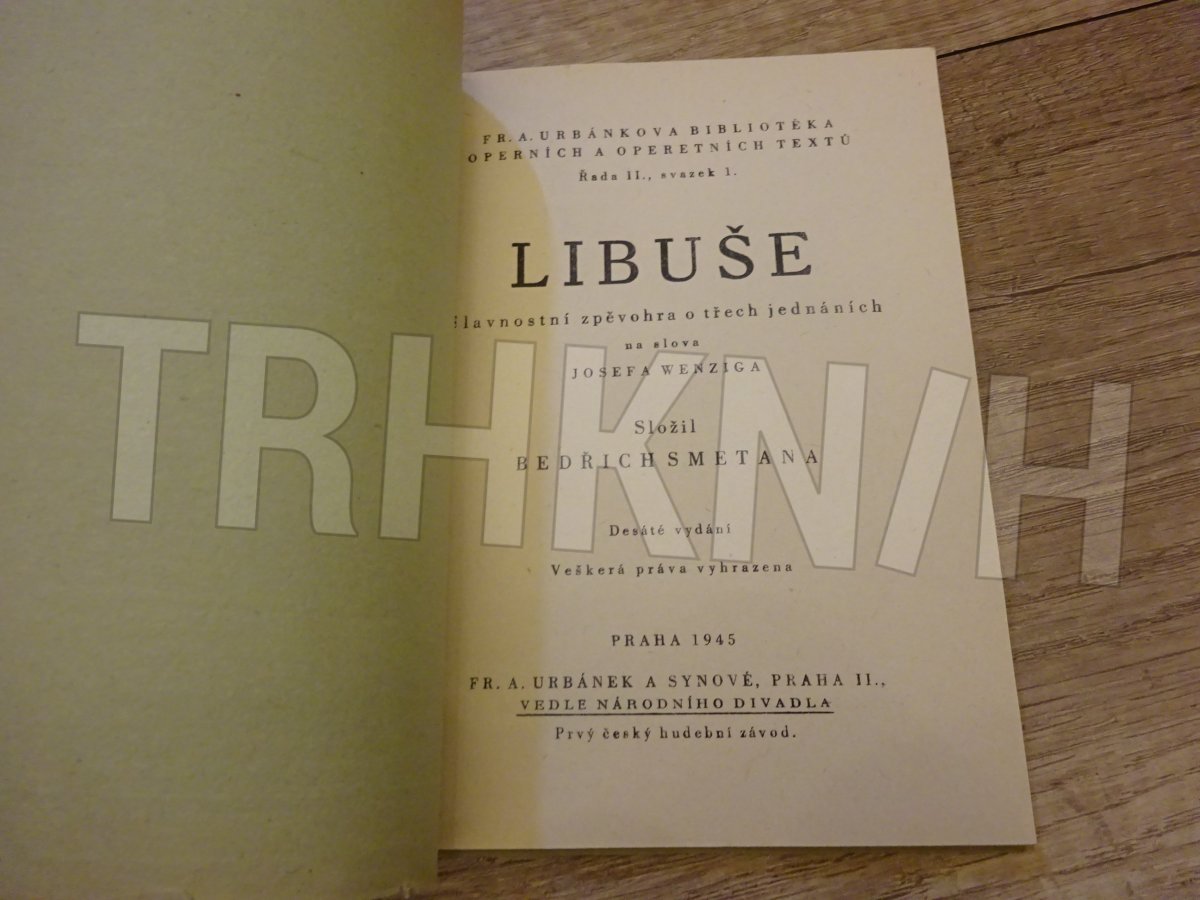 FR. A. URBÁNKOVA BIBLIOTÉKA
OPERNÍCH A OPERETNÍCH TEXTŮ
Řada II., svazek 1.
LIBUŠE
Slavnostní zpěvohra o třech jednáních
na slova
JOSEFA WENZIGA
Složil
BEDŘICH SMETANA
Desáté vydání
Veškerá práva vyhrazena
PRAHA 1945
FR. A. URBÁNEK A SYNOVÉ, PRAHA II.,
VEDLE NÁRODNÍHO DIVADLA
Prvý český hudební závod.
TRHKNIH